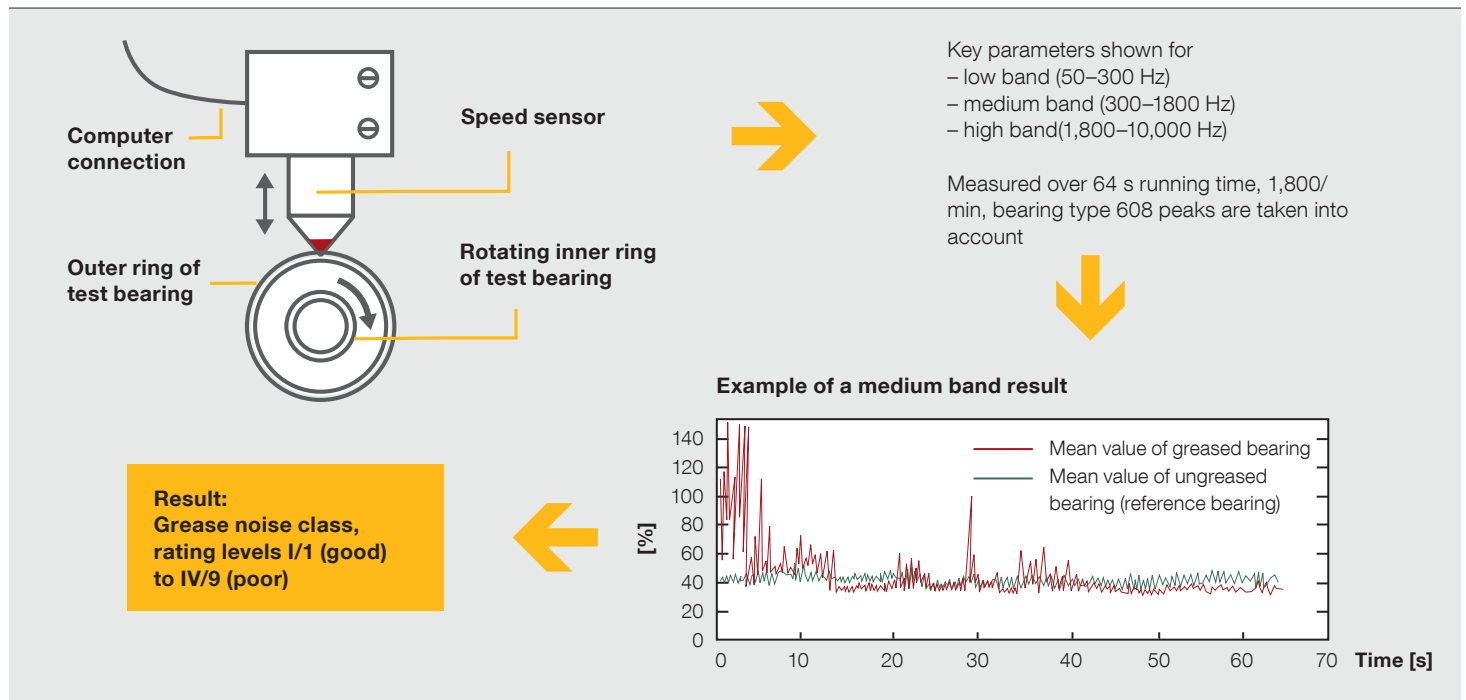 Computer
connection
Speed sensor
Outer ring of
test bearing
Rotating inner ring
of test bearing
Key parameters shown for
– low band (50–300 Hz)
– medium band (300–1800 Hz)
– high band(1,800–10,000 Hz)
Measured over 64 s running time, 1,800/
min, bearing type 608 peaks are taken into
account
Example of a medium band result
[%]
140
120
100
80
60
40
20
0
Mean value of greased bearing
Mean value of ungreased
bearing (reference bearing)
0 10 20 30 40 50 60 70 Time [s]
Result:
Grease noise class,
rating levels I/1 (good)
to IV/9 (poor)